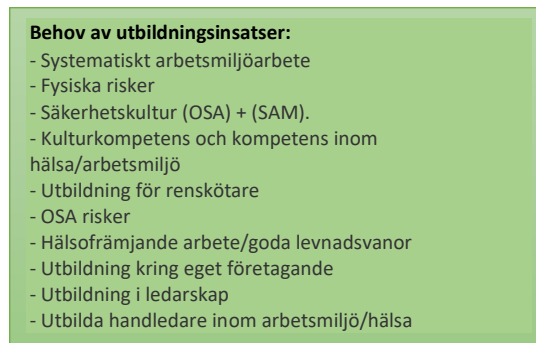 Behov av utbildningsinsatser:
- Systematiskt arbetsmiljöarbete
- Fysiska risker
- Säkerhetskultur (OSA) + (SAM).
- Kulturkompetens och kompetens inom
hälsa/arbetsmiljö
- Utbildning för renskötare
- OSA risker
- Hälsofrämjande arbete/goda levnadsvanor
- Utbildning kring eget företagande
- Utbildning i ledarskap
- Utbilda handledare inom arbetsmiljö/hälsa